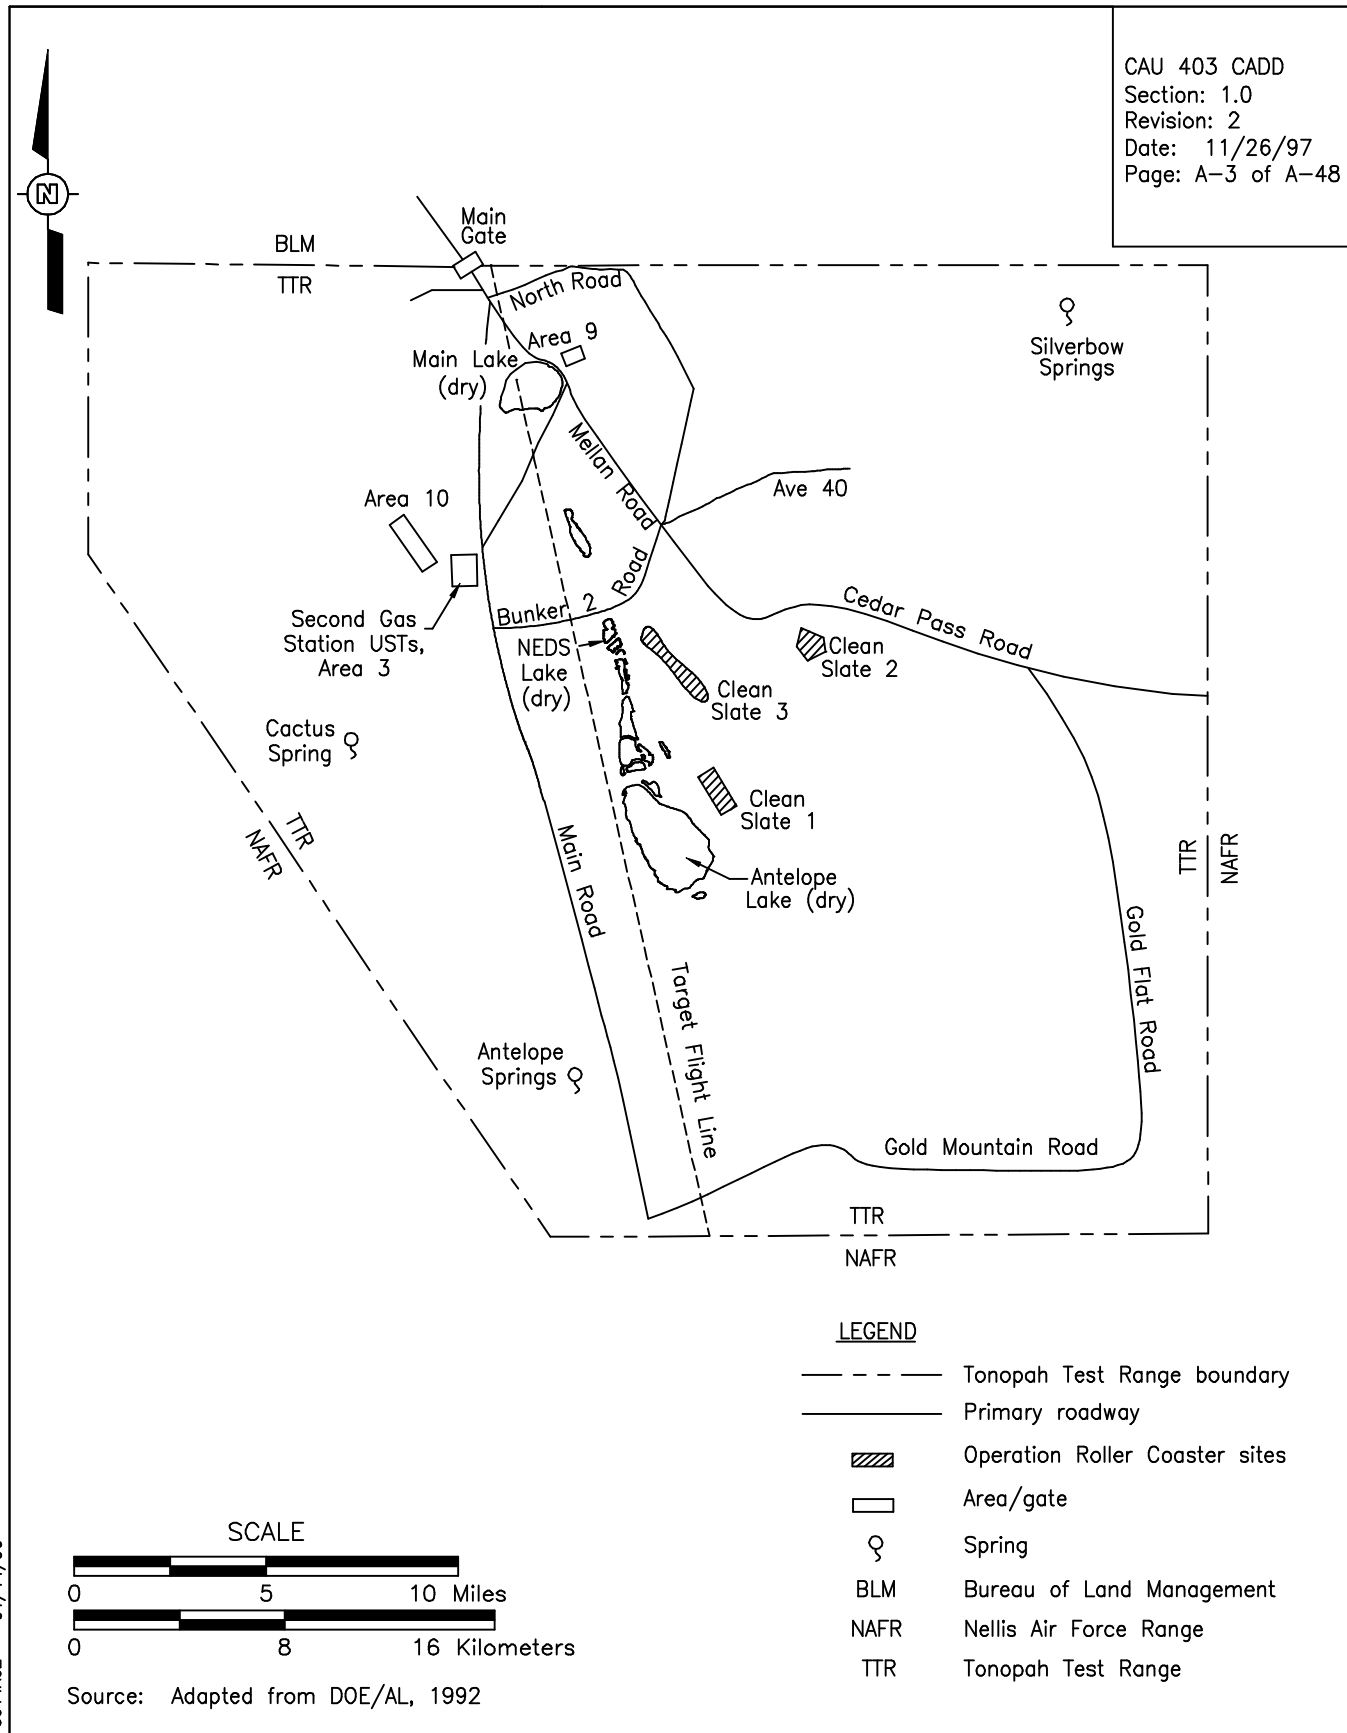 CAU 403 CADD
Section: 1.0
Revision: 2
Date: 11/26/97
Page: A-3 of A-48
N
Main
Gate
BLM
TTR
North Road
Silverbow
Springs
Area 9
Main Lake
(dry)
Mellan Road
Ave 40
Area 10
Bunker 2 Road
Cedar Pass Road
Second Gas
Station USTs,
Area 3
NEDS
Lake
(dry)
Clean
Slate 2
Clean
Slate 3
Cactus
Spring
Clean
Slate 1
TTR
NAFR
Main Road
TTR
NAFR
Antelope
Lake (dry)
Gold Flat Road
Target Flight Line
Antelope
Springs
Gold Mountain Road
TTR
NAFR
LEGEND
Tonopah Test Range boundary
Primary roadway
Operation Roller Coaster sites
Area/gate
Spring
BLM Bureau of Land Management
NAFR Nellis Air Force Range
TTR Tonopah Test Range
SCALE
0 5 10 Miles
0 8 16 Kilometers
Source: Adapted from DOE/AL, 1992